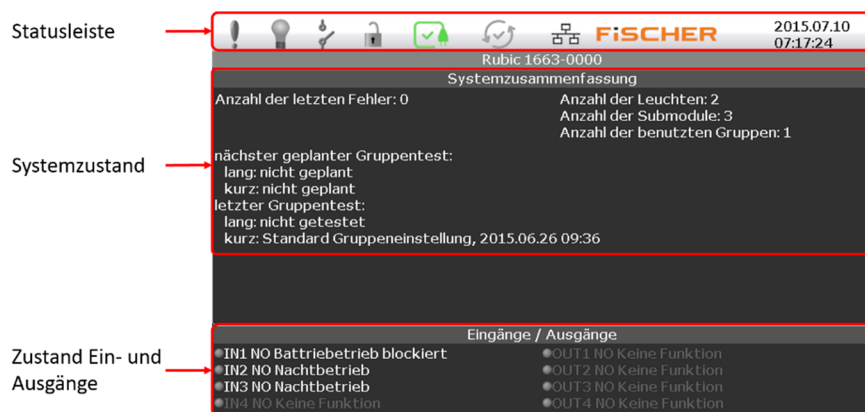 Statusleiste
FiSCHER
2015.07.10
07:17:24
Rubic 1663-0000
Systemzusammenfassung
Anzahl der letzten Fehler: 0
Anzahl der Leuchten: 2
Anzahl der Submodule: 3
Anzahl der benutzten Gruppen: 1
Systemzustand
nächster geplanter Gruppentest:
lang: nicht geplant
kurz: nicht geplant
letzter Gruppentest:
lang: nicht getestet
kurz: Standard Gruppeneinstellung, 2015.06.26 09:36
Eingänge / Ausgänge
Zustand Ein- und
Ausgänge
IN1 NO Battriebetrieb blockiert
IN2 NO Nachtbetrieb
IN3 NO Nachtbetrieb
IN4 NO Keine Funktion
OUT1 NO Keine Funktion
OUT2 NO Keine Funktion
OUT3 NO Keine Funktion
OUT4 NO Keine Funktion